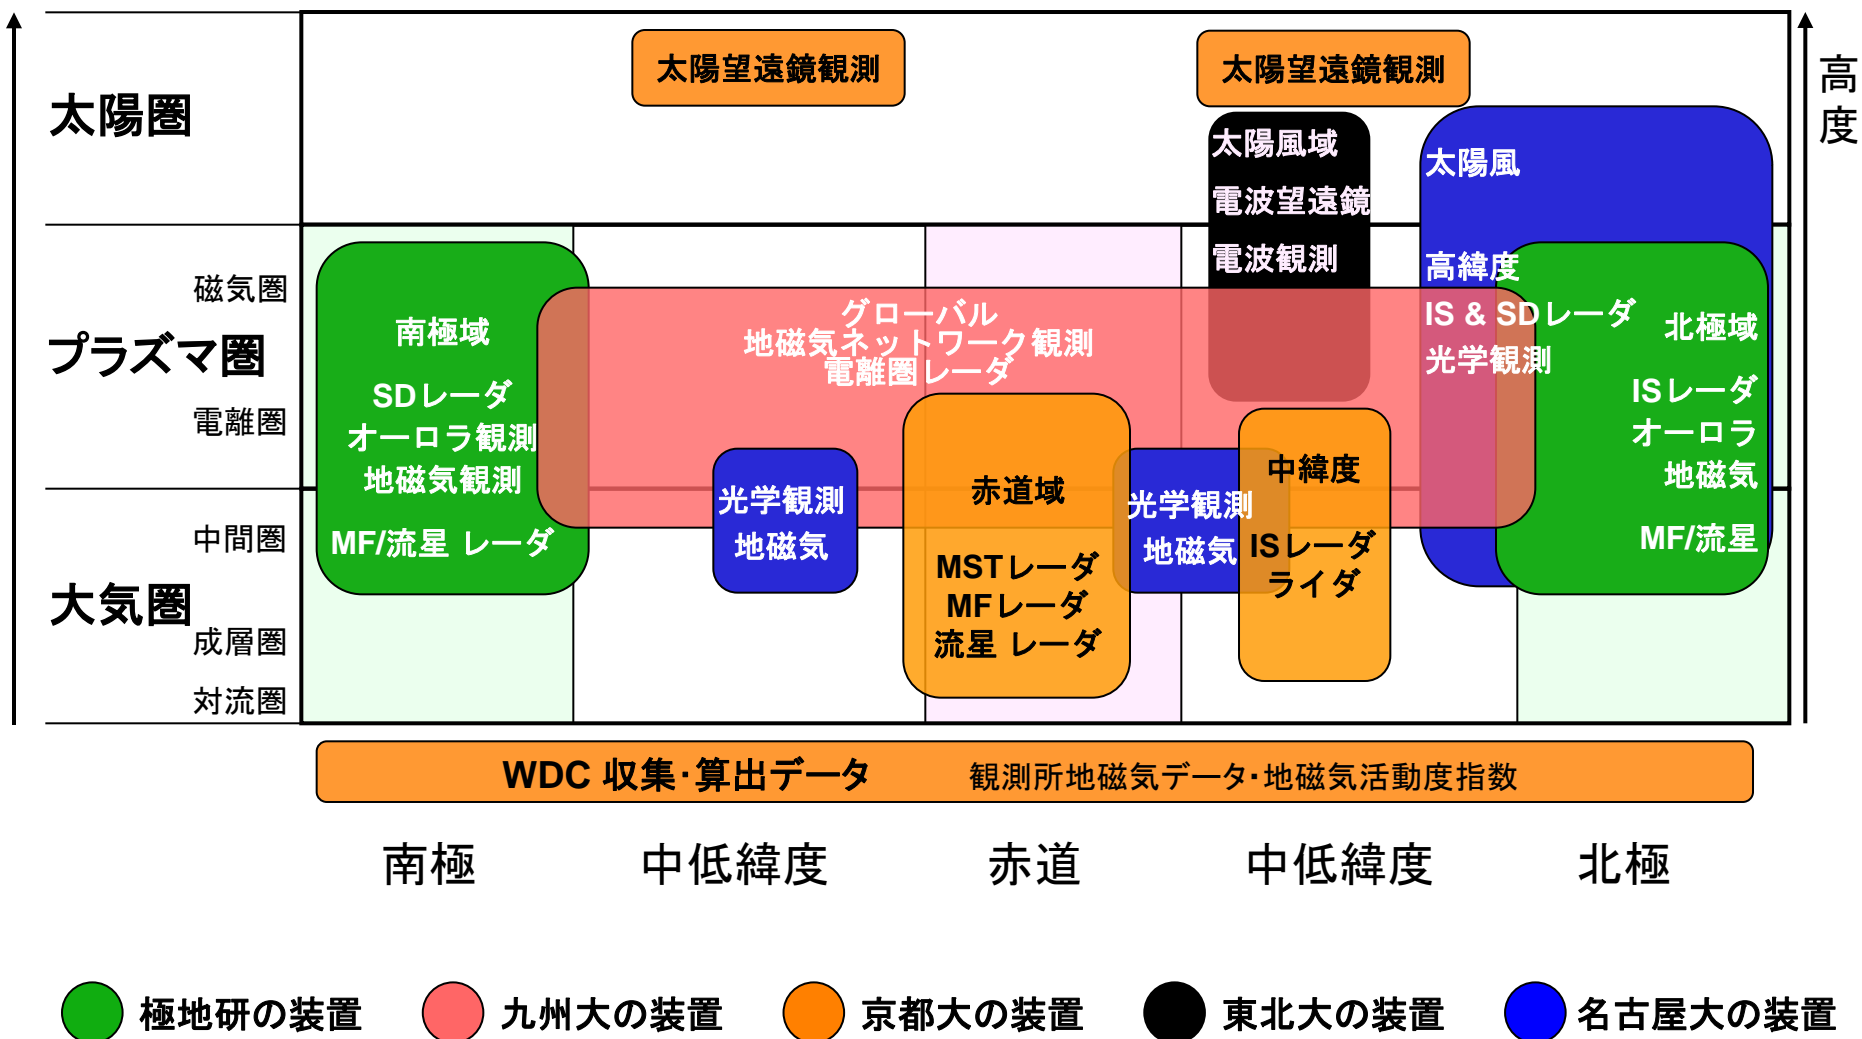 太陽望遠鏡観測
太陽望遠鏡観測
高度
太陽圏
太陽風域
電波望遠鏡
電波観測
太陽風
高緯度
IS & SDレーダ
光学観測
磁気圏
プラズマ圏
電離圏
南極域
SDレーダ
オーロラ観測
地磁気観測
MF/流星 レーダ
グローバル
地磁気ネットワーク観測
電離圏レーダ
北極域
ISレーダ
オーロラ
地磁気
MF/流星
光学観測
地磁気
赤道域
MSTレーダ
MFレーダ
流星 レーダ
光学観測
地磁気
中緯度
ISレーダ
ライダ
中間圏
大気圏
成層圏
対流圏
WDC 収集・算出データ 観測所地磁気データ・地磁気活動度指数
南極 中低緯度 赤道 中低緯度 北極
極地研の装置 九州大の装置 京都大の装置 東北大の装置 名古屋大の装置